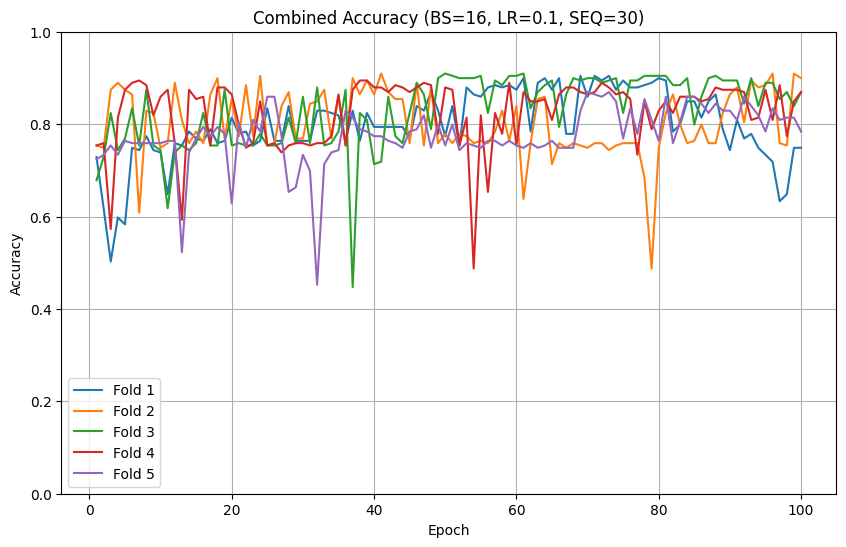 Combined Accuracy (BS=16, LR=0.1, SEQ=30)
1.0
0.8
0.6
0.4
0.2
0.0
Accuracy
Fold 1
Fold 2
Fold 3
Fold 4
Fold 5
0 20 40 60 80 100
Epoch